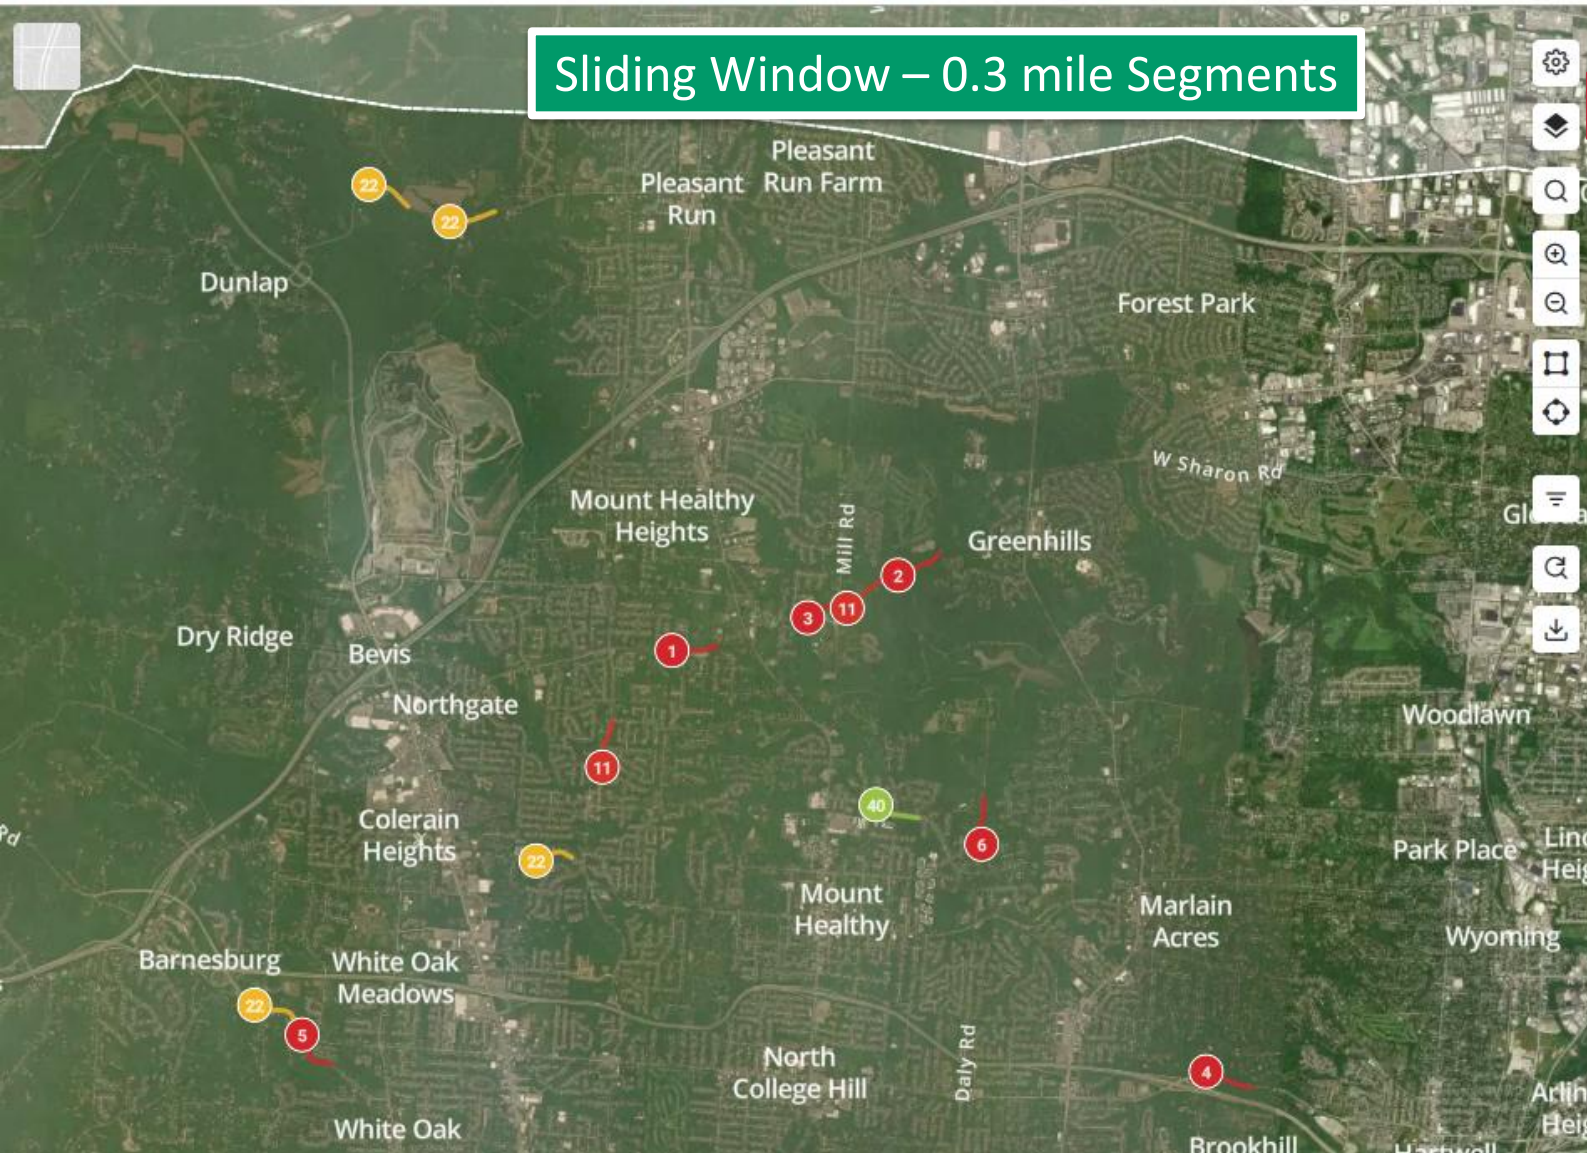 Sliding Window – 0.3 mile Segments
Pleasant
Run Farm
Pleasant
Run
22
22
Dunlap
Forest Park
W Sharon Rd
Mount Healthy
Heights
Mill Rd
Greenhills
2
11
3
Dry Ridge
1
Bevis
Northgate
Woodlawn
11
40
Colerain
Heights
6
Park Place
22
Mount
Healthy
Marlain
Acres
Wyoming
Barnesburg
White Oak
Meadows
22
5
North
College Hill
Daly Rd
4
White Oak
Brookhill
Rd